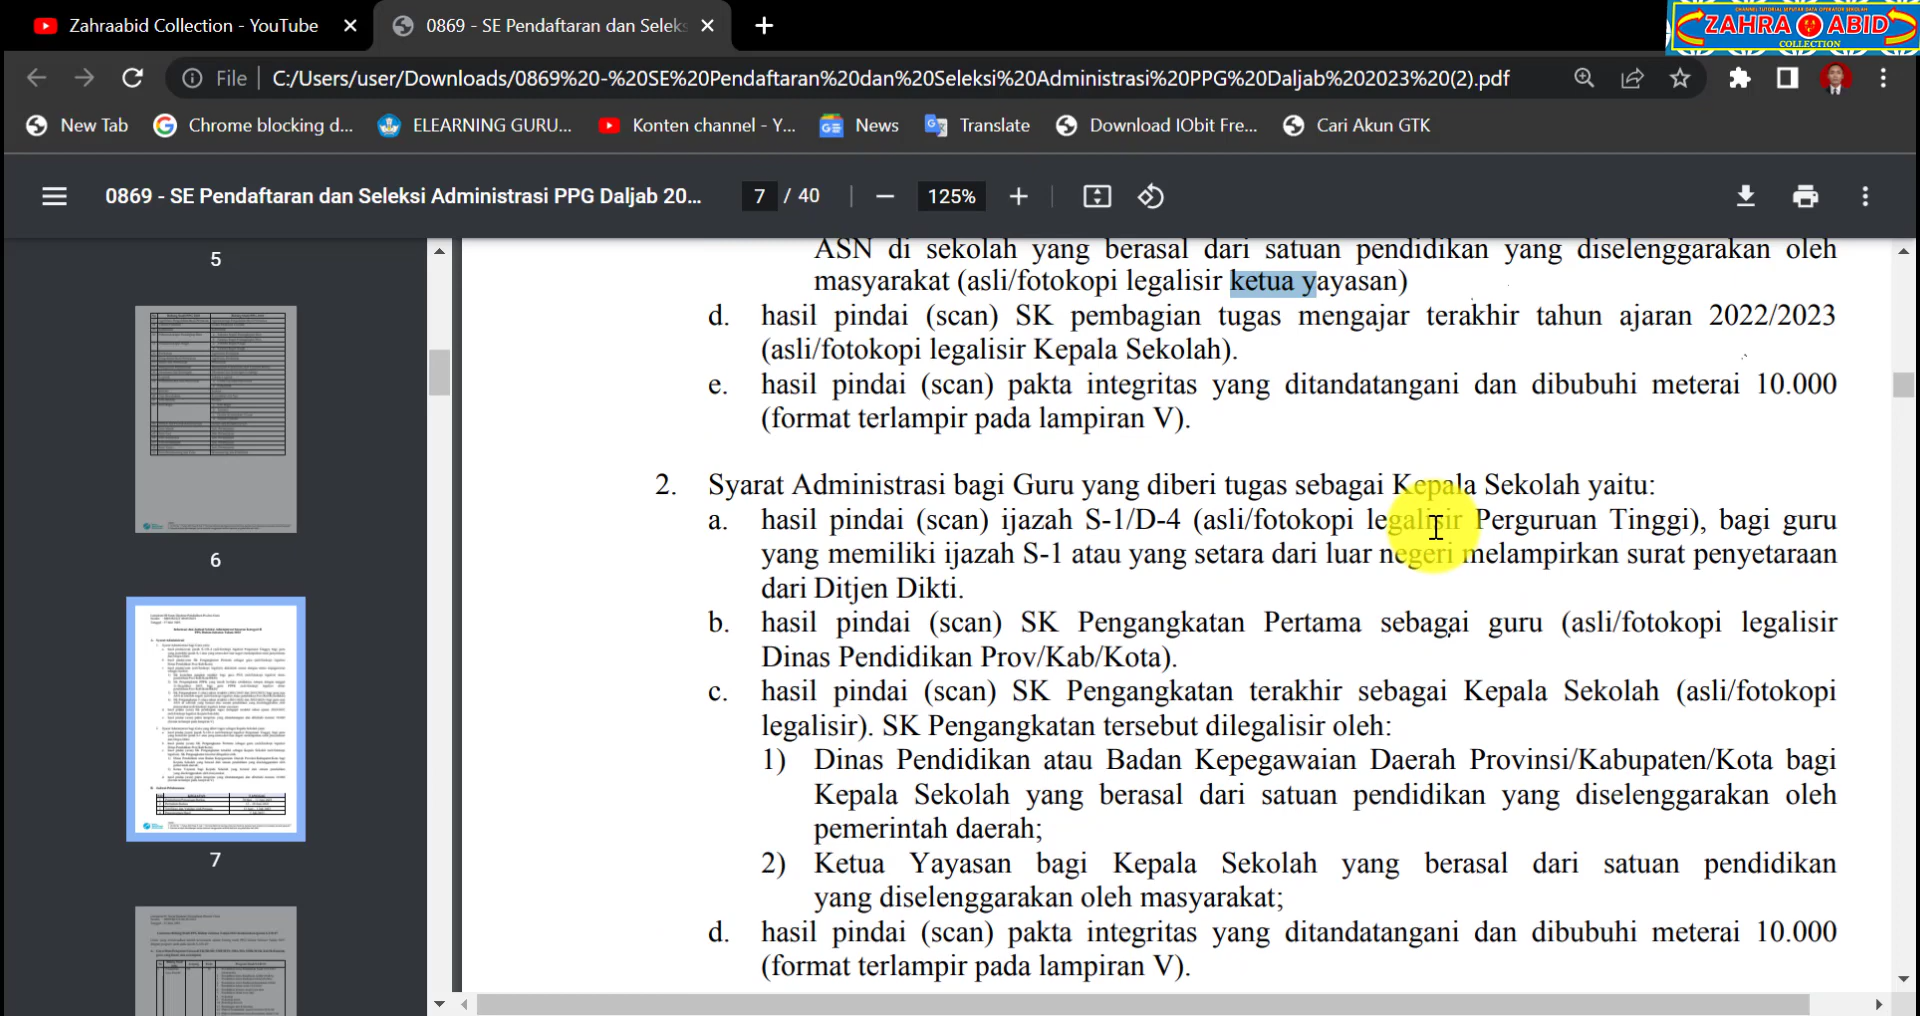 Zahraabid Collection - YouTube
0869 - SE Pendaftaran dan Seleks
CHANNEL TUTORIAL SEPUTAR DATA OPERATOR SEKOLAH
ZAHRA ABID
COLLECTION
File
C:/Users/user/Downloads/0869%20-%20SE%20Pendaftaran%20dan%20Seleksi%20Administrasi%20PPG%20Daljab%202023%20(2).pdf
New Tab
Chrome blocking d...
ELEARNING GURU...
Konten channel - Y...
News
Translate
Download IObit Fre...
Cari Akun GTK
0869 - SE Pendaftaran dan Seleksi Administrasi PPG Daljab 20...
7 / 40
125%
5
6
7
ASN di sekolah yang berasal dari satuan pendidikan yang diselenggarakan oleh
masyarakat (asli/fotokopi legalisir ketua yayasan)
d. hasil pindai (scan) SK pembagian tugas mengajar terakhir tahun ajaran 2022/2023
(asli/fotokopi legalisir Kepala Sekolah).
e. hasil pindai (scan) pakta integritas yang ditandatangani dan dibubuhi meterai 10.000
(format terlampir pada lampiran V).
2. Syarat Administrasi bagi Guru yang diberi tugas sebagai Kepala Sekolah yaitu:
a. hasil pindai (scan) ijazah S-1/D-4 (asli/fotokopi legalisir Perguruan Tinggi), bagi guru
yang memiliki ijazah S-1 atau yang setara dari luar negeri melampirkan surat penyetaraan
dari Ditjen Dikti.
b. hasil pindai (scan) SK Pengangkatan Pertama sebagai guru (asli/fotokopi legalisir
Dinas Pendidikan Prov/Kab/Kota).
c. hasil pindai (scan) SK Pengangkatan terakhir sebagai Kepala Sekolah (asli/fotokopi
legalisir). SK Pengangkatan tersebut dilegalisir oleh:
1) Dinas Pendidikan atau Badan Kepegawaian Daerah Provinsi/Kabupaten/Kota bagi
Kepala Sekolah yang berasal dari satuan pendidikan yang diselenggarakan oleh
pemerintah daerah;
2) Ketua Yayasan bagi Kepala Sekolah yang berasal dari satuan pendidikan
yang diselenggarakan oleh masyarakat;
d. hasil pindai (scan) pakta integritas yang ditandatangani dan dibubuhi meterai 10.000
(format terlampir pada lampiran V).